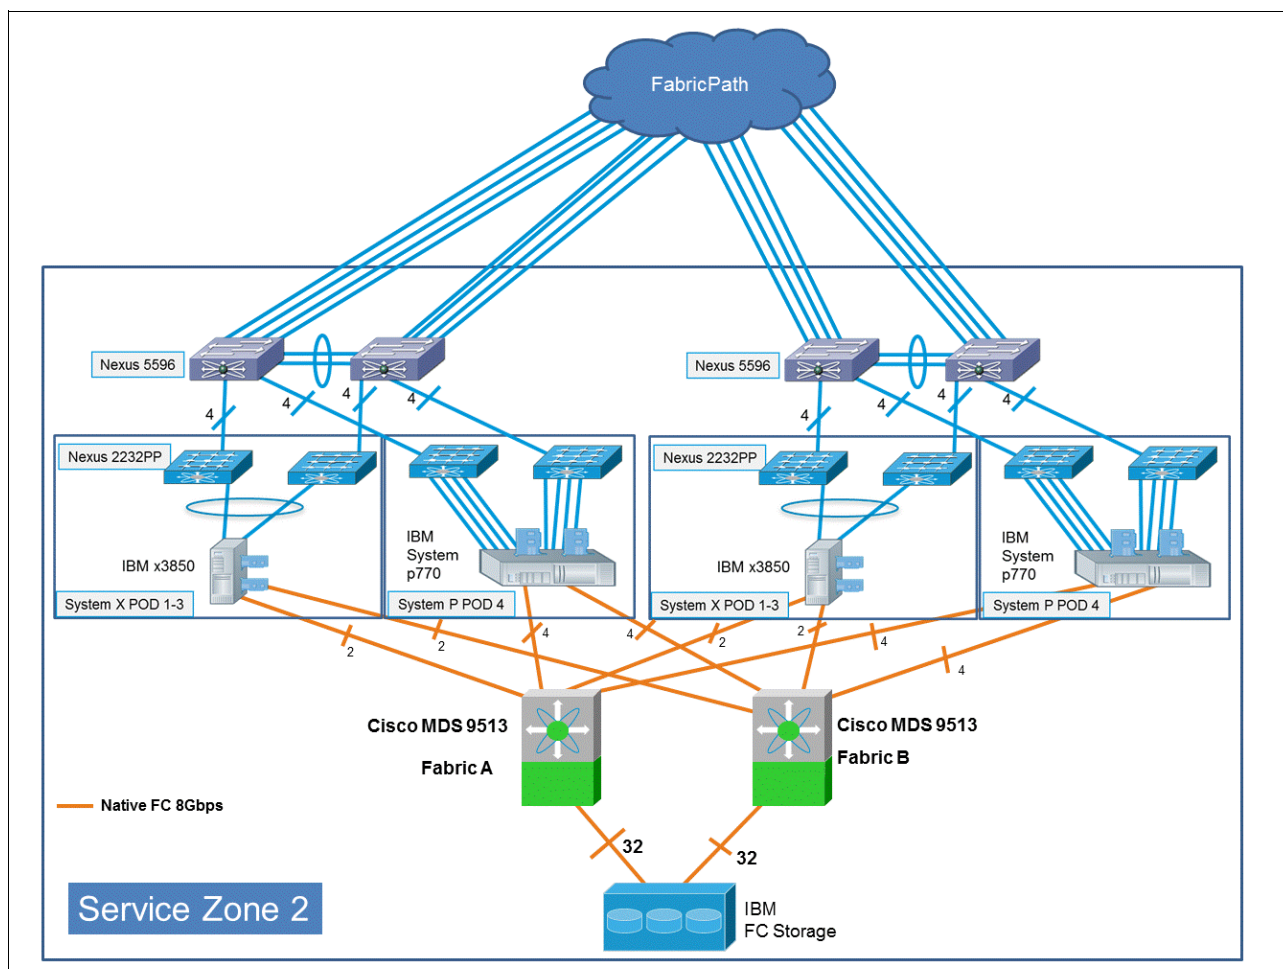 FabricPath
Nexus 5596
Nexus 5596
4
4
4
4
4
4
4
4
Nexus 2232PP
Nexus 2232PP
IBM
System
p770
IBM
System
p770
IBM x3850
IBM x3850
System X POD 1-3
System P POD 4
System X POD 1-3
System P POD 4
2
2
4
4
2
2
4
4
Cisco MDS 9513
Fabric A
Cisco MDS 9513
Fabric B
Native FC 8Gbps
32
32
Service Zone 2
IBM
FC Storage